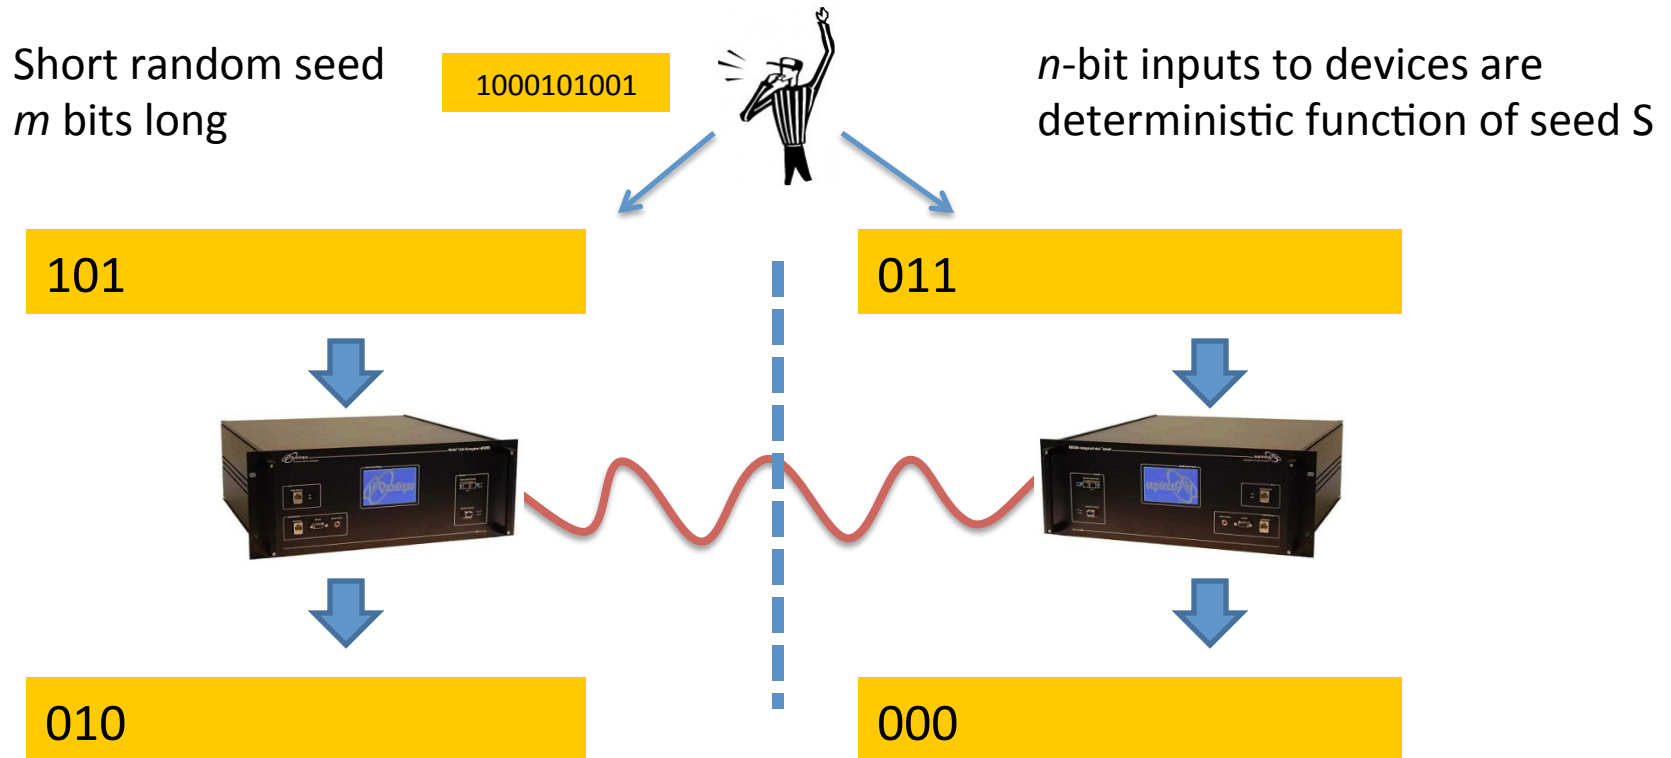 Short random seed
m bits long
1000101001
n-bit inputs to devices are
deterministic function of seed S
101
011
010
000